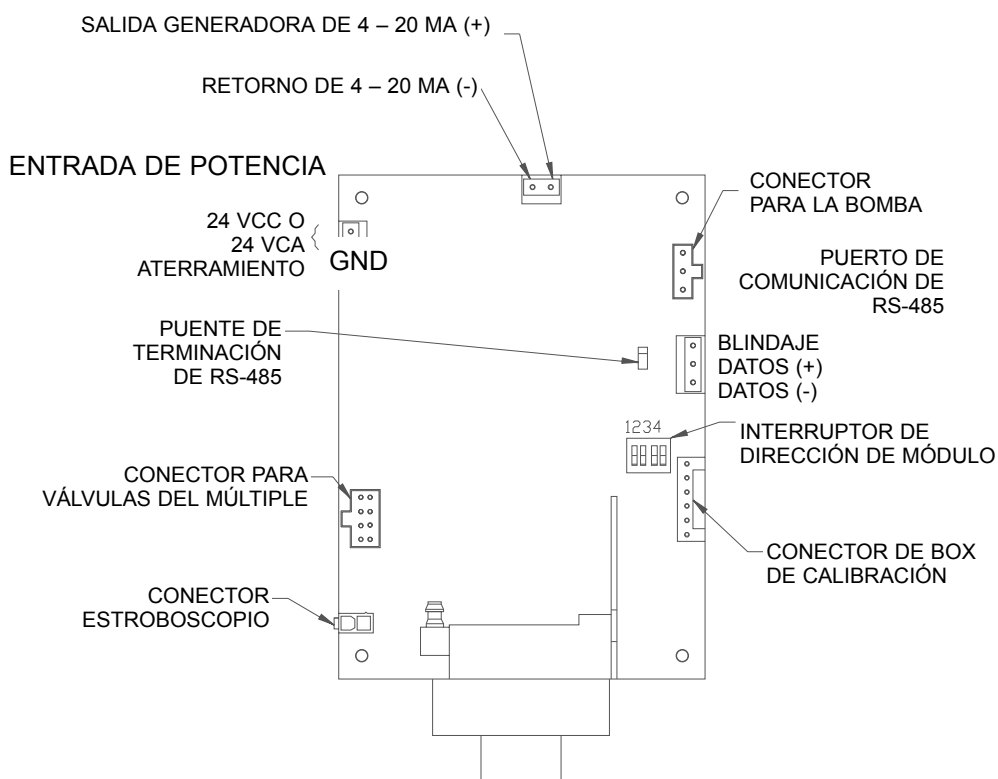 SALIDA GENERADORA DE 4 – 20 MA (+)
RETORNO DE 4 – 20 MA (-)
ENTRADA DE POTENCIA
24 VCC O
24 VCA
ATERRAMIENTO
GND
CONECTOR
PARA LA BOMBA
PUERTO DE
COMUNICACIÓN DE
RS-485
PUENTE DE
TERMINACIÓN
DE RS-485
BLINDAJE
DATOS (+)
DATOS (-)
1234
INTERRUPTOR DE
DIRECCIÓN DE MÓDULO
CONECTOR PARA
VÁLVULAS DEL MÚLTIPLE
CONECTOR DE BOX
DE CALIBRACIÓN
CONECTOR
ESTROBOSCOPIO